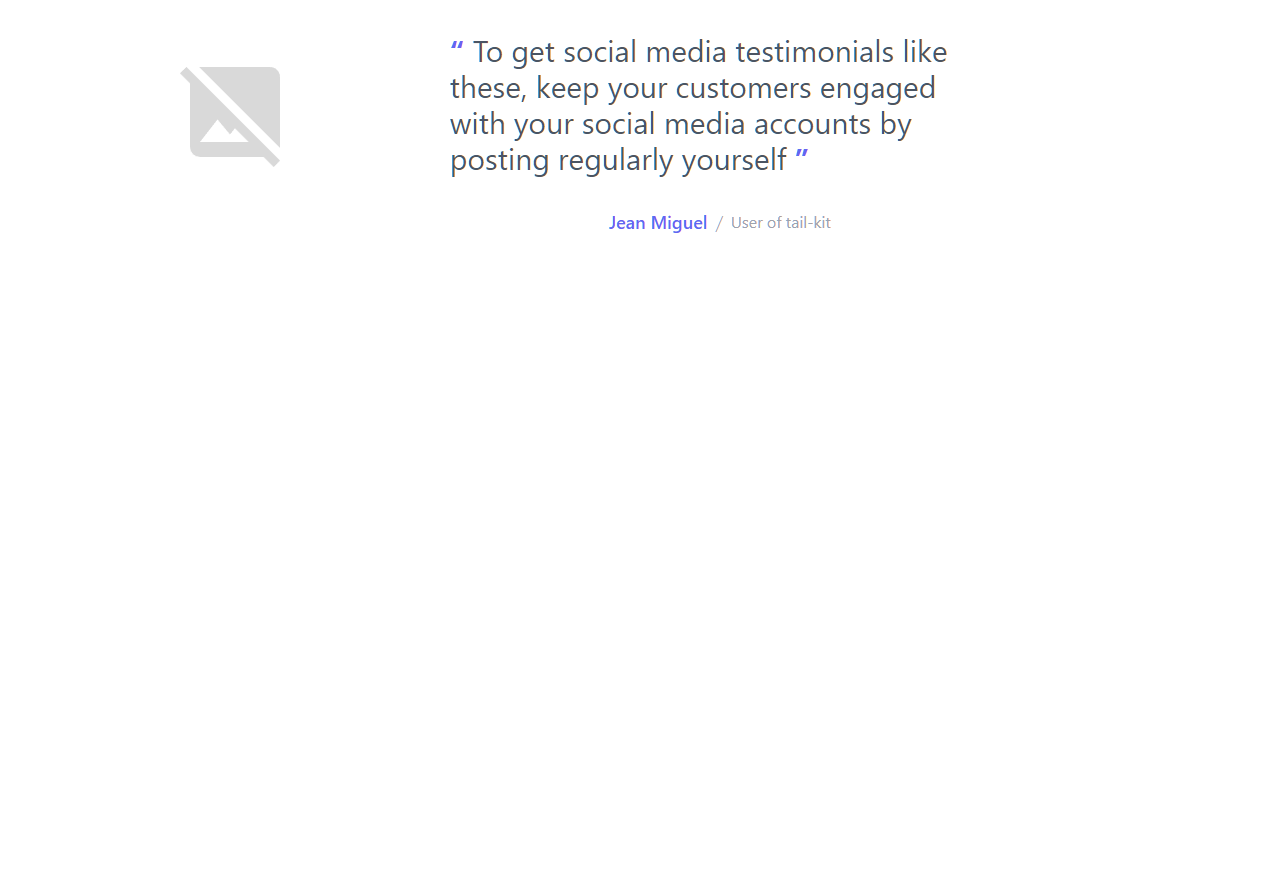 “ To get social media testimonials like
these, keep your customers engaged
with your social media accounts by
posting regularly yourself ”
Jean Miguel / User of tail-kit